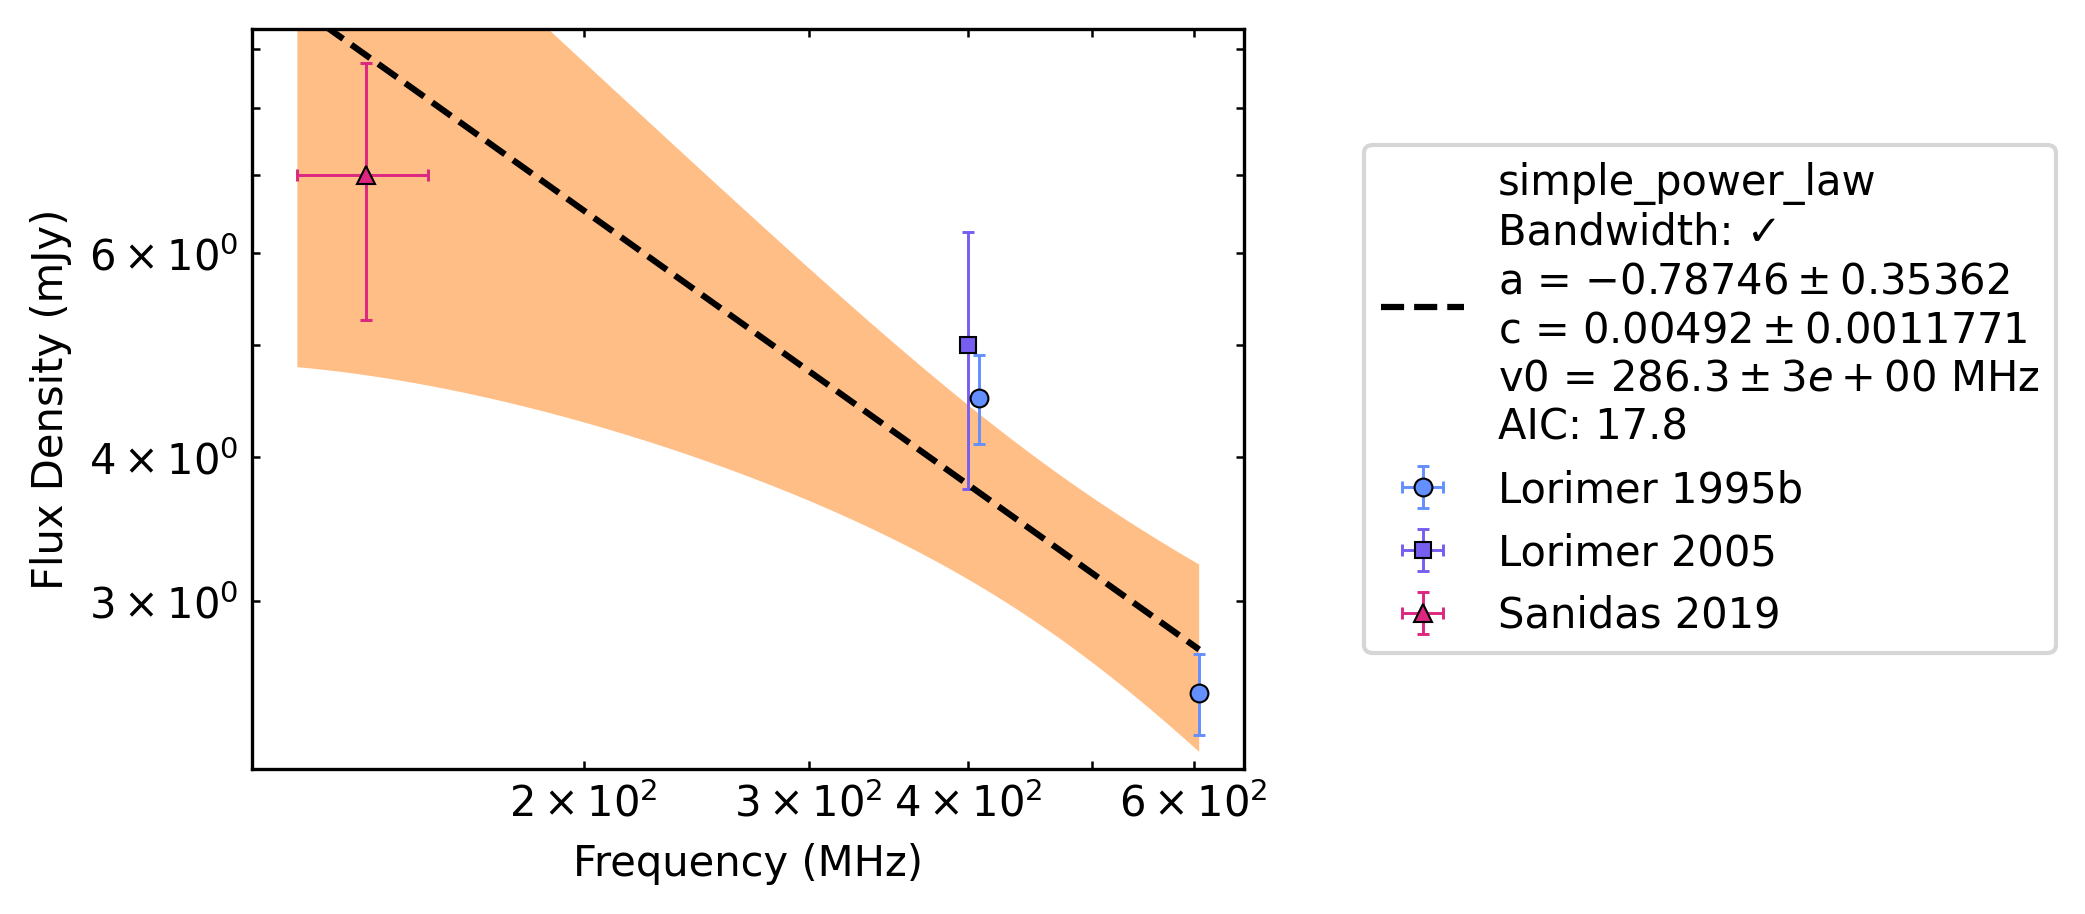 Flux Density (mJy)
6 × 10⁰
4 × 10⁰
3 × 10⁰
2 × 10² 3 × 10² 4 × 10² 6 × 10²
Frequency (MHz)
simple_power_law
Bandwidth: ✓
a = −0.78746 ± 0.35362
c = 0.00492 ± 0.0011771
v0 = 286.3 ± 3e + 00 MHz
AIC: 17.8
Lorimer 1995b
Lorimer 2005
Sanidas 2019